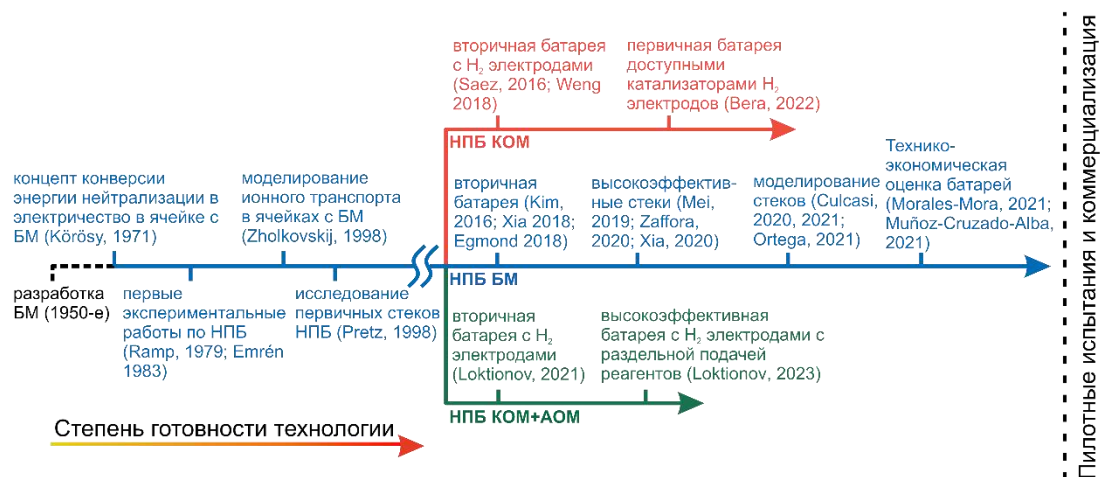 вторичная батарея
с H₂ электродами
(Saez, 2016; Weng
2018)
первичная батарея
доступными
катализаторами H₂
электродов (Bera, 2022)
НПБ КОМ
концепт конверсии
энергии нейтрализации в
электричество в ячейке с
БМ (Körösy, 1971)
моделирование
ионного транспорта
в ячейках с БМ
(Zholkovskij, 1998)
вторичная
батарея (Kim,
2016; Xia 2018;
Egmond 2018)
высокоэффектив-
ные стеки (Mei,
2019; Zaffora,
2020; Xia, 2020)
моделирование
стеков (Culcasi,
2020, 2021;
Ortega, 2021)
Технико-
экономическая
оценка батарей
(Morales-Mora, 2021;
Muñoz-Cruzado-Alba,
2021)
НПБ БМ
разработка
БМ (1950-е)
первые
экспериментальные
работы по НПБ
(Ramp, 1979; Emrén
1983)
исследование
первичных стеков
НПБ (Pretz, 1998)
вторичная
батарея с H₂
электродами
(Loktionov, 2021)
высокоэффективная
батарея с H₂ электродами с
раздельной подачей
реагентов (Loktionov, 2023)
НПБ КОМ+АОМ
Степень готовности технологии
Пилотные испытания и коммерциализация